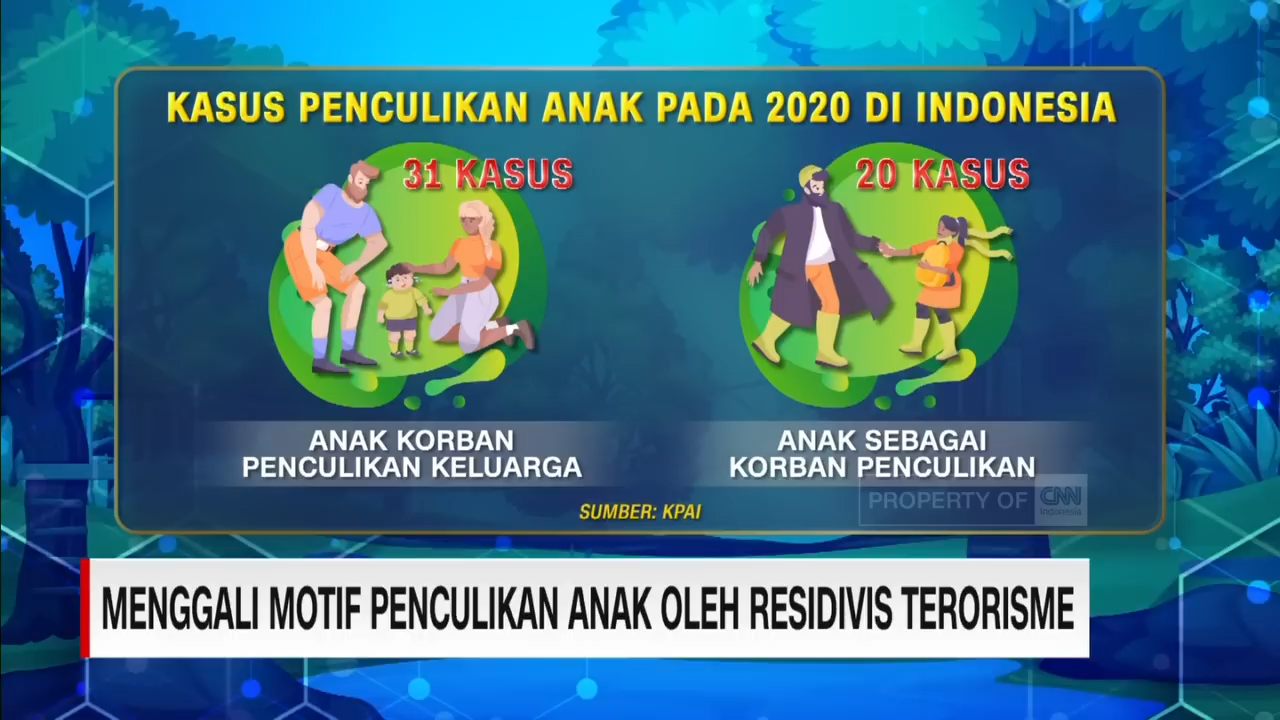 KASUS PENCULIKAN ANAK PADA 2020 DI INDONESIA
31 KASUS
ANAK KORBAN
PENCULIKAN KELUARGA
20 KASUS
ANAK SEBAGAI
KORBAN PENCULIKAN
SUMBER: KPAI
PROPERTY OF CNN Indonesia
MENGGALI MOTIF PENCULIKAN ANAK OLEH RESIDIVIS TERORISME